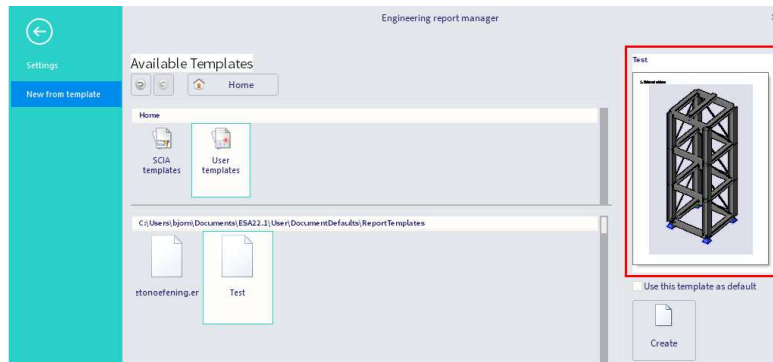 Engineering report manager
Settings
New from template
Available Templates
Home
Home
SCIA
templates
User
templates
C:\Users\bjorn\Documents\ESA22.1\User\DocumentDefaults\ReportTemplates
etonoefening.er
Test
Test
Use this template as default
Create